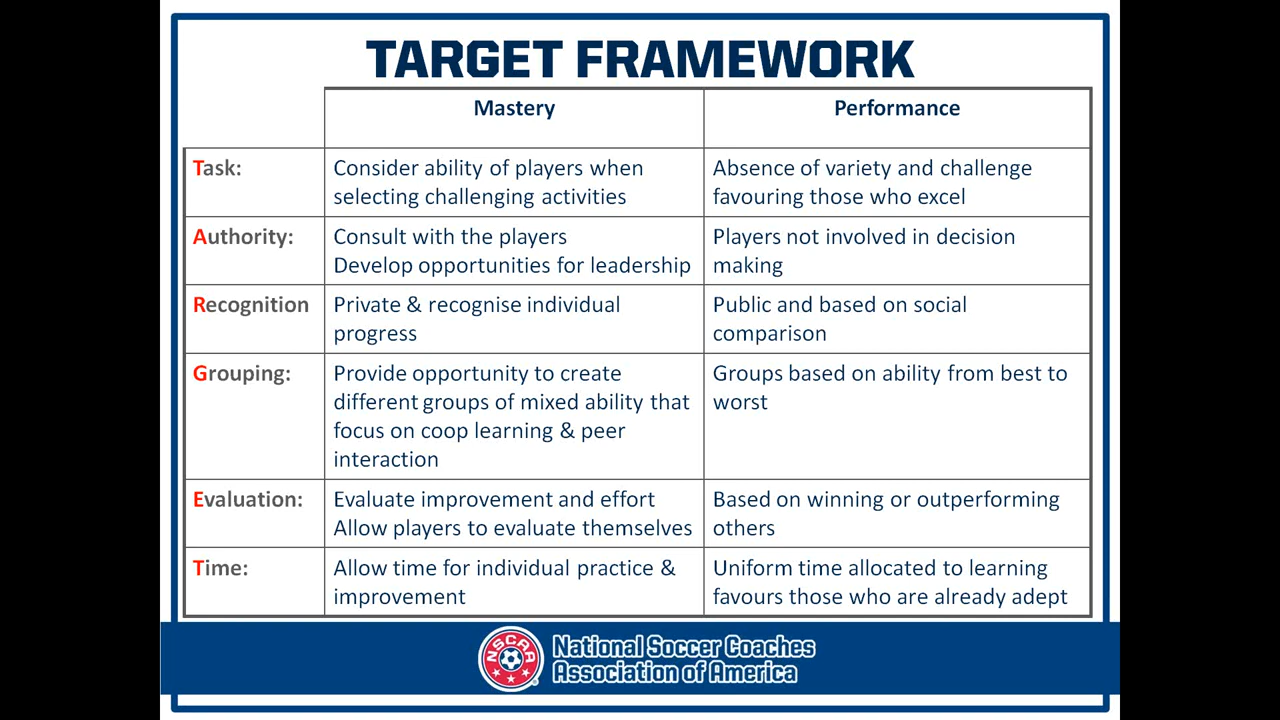 TARGET FRAMEWORK
Mastery
Performance
Task:
Consider ability of players when
selecting challenging activities
Absence of variety and challenge
favouring those who excel
Authority:
Consult with the players
Develop opportunities for leadership
Players not involved in decision
making
Recognition
Private & recognise individual
progress
Public and based on social
comparison
Grouping:
Provide opportunity to create
different groups of mixed ability that
focus on coop learning & peer
interaction
Groups based on ability from best to
worst
Evaluation:
Evaluate improvement and effort
Allow players to evaluate themselves
Based on winning or outperforming
others
Time:
Allow time for individual practice &
improvement
Uniform time allocated to learning
favours those who are already adept
NSCAA
National Soccer Coaches
Association of America